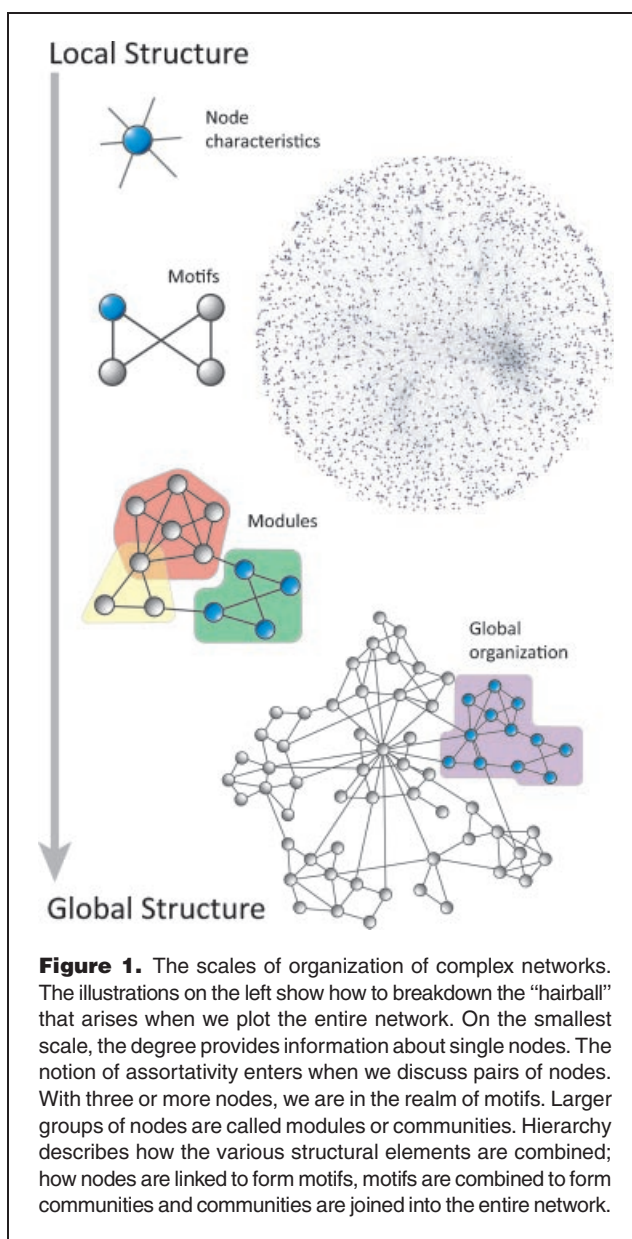 Local Structure
Node
characteristics
Motifs
Modules
Global
organization
Global Structure
Figure 1. The scales of organization of complex networks.
The illustrations on the left show how to breakdown the “hairball”
that arises when we plot the entire network. On the smallest
scale, the degree provides information about single nodes. The
notion of assortativity enters when we discuss pairs of nodes.
With three or more nodes, we are in the realm of motifs. Larger
groups of nodes are called modules or communities. Hierarchy
describes how the various structural elements are combined;
how nodes are linked to form motifs, motifs are combined to form
communities and communities are joined into the entire network.